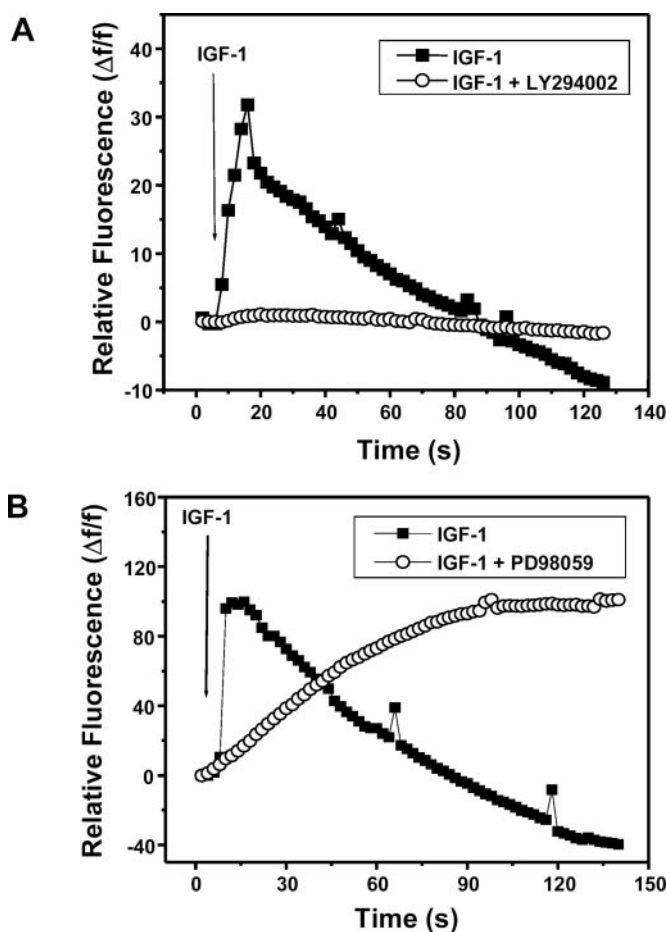 A
Relative Fluorescence (Δf/f)
IGF-1
IGF-1
IGF-1 + LY294002
40
30
20
10
0
-10
0 20 40 60 80 100 120 140
Time (s)
B
Relative Fluorescence (Δf/f)
IGF-1
IGF-1
IGF-1 + PD98059
160
120
80
40
0
-40
0 30 60 90 120 150
Time (s)